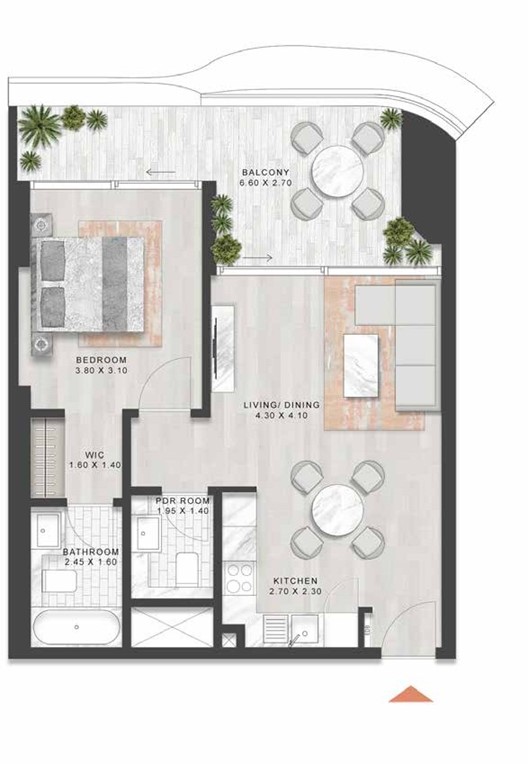 BALCONY
6.60 X 2.70
BEDROOM
3.80 X 3.10
LIVING/ DINING
4.30 X 4.10
WIC
1.60 X 1.40
PDR ROOM
1.95 X 1.40
BATHROOM
2.45 X 1.60
KITCHEN
2.70 X 2.30